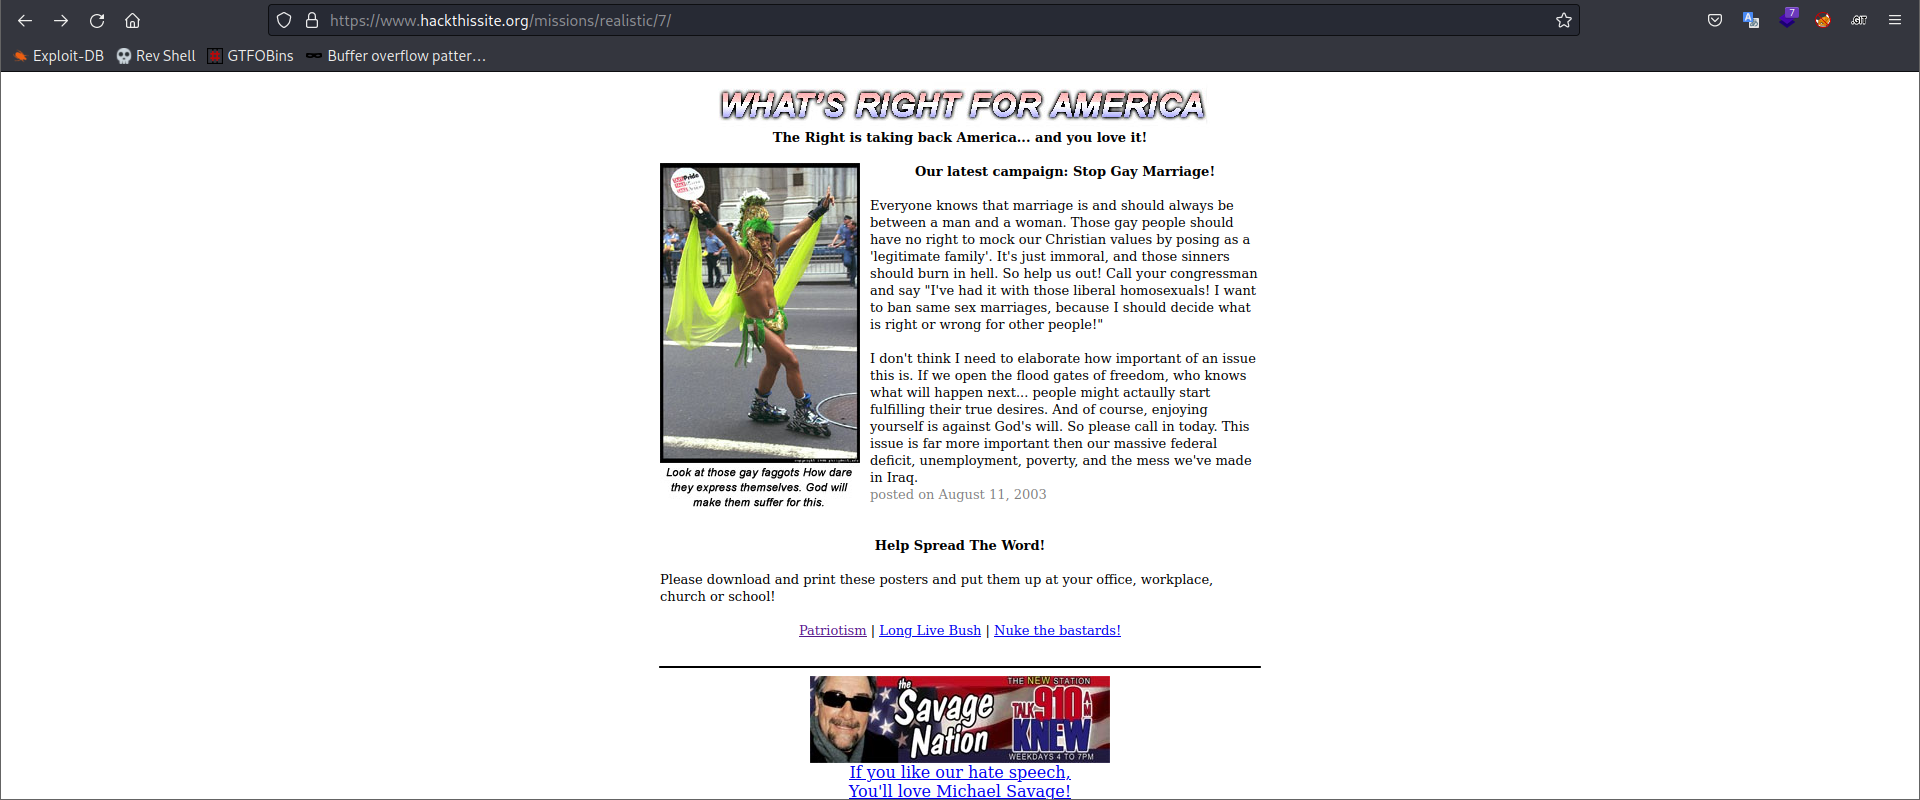 https://www.hackthissite.org/missions/realistic/7/
7
.GIT
Exploit-DB
Rev Shell
GTFOBins
Buffer overflow patter…
WHAT'S RIGHT FOR AMERICA
The Right is taking back America... and you love it!
Pride
Look at those gay faggots How dare
they express themselves. God will
make them suffer for this.
Our latest campaign: Stop Gay Marriage!
Everyone knows that marriage is and should always be
between a man and a woman. Those gay people should
have no right to mock our Christian values by posing as a
'legitimate family'. It's just immoral, and those sinners
should burn in hell. So help us out! Call your congressman
and say "I've had it with those liberal homosexuals! I want
to ban same sex marriages, because I should decide what
is right or wrong for other people!"
I don't think I need to elaborate how important of an issue
this is. If we open the flood gates of freedom, who knows
what will happen next... people might actaully start
fulfilling their true desires. And of course, enjoying
yourself is against God's will. So please call in today. This
issue is far more important then our massive federal
deficit, unemployment, poverty, and the mess we've made
in Iraq.
posted on August 11, 2003
Help Spread The Word!
Please download and print these posters and put them up at your office, workplace,
church or school!
Patriotism | Long Live Bush | Nuke the bastards!
the
Savage
Nation
THE NEW STATION
TALK 910 AM
KNEW
WEEKDAYS 4 TO 7PM
If you like our hate speech,
You'll love Michael Savage!